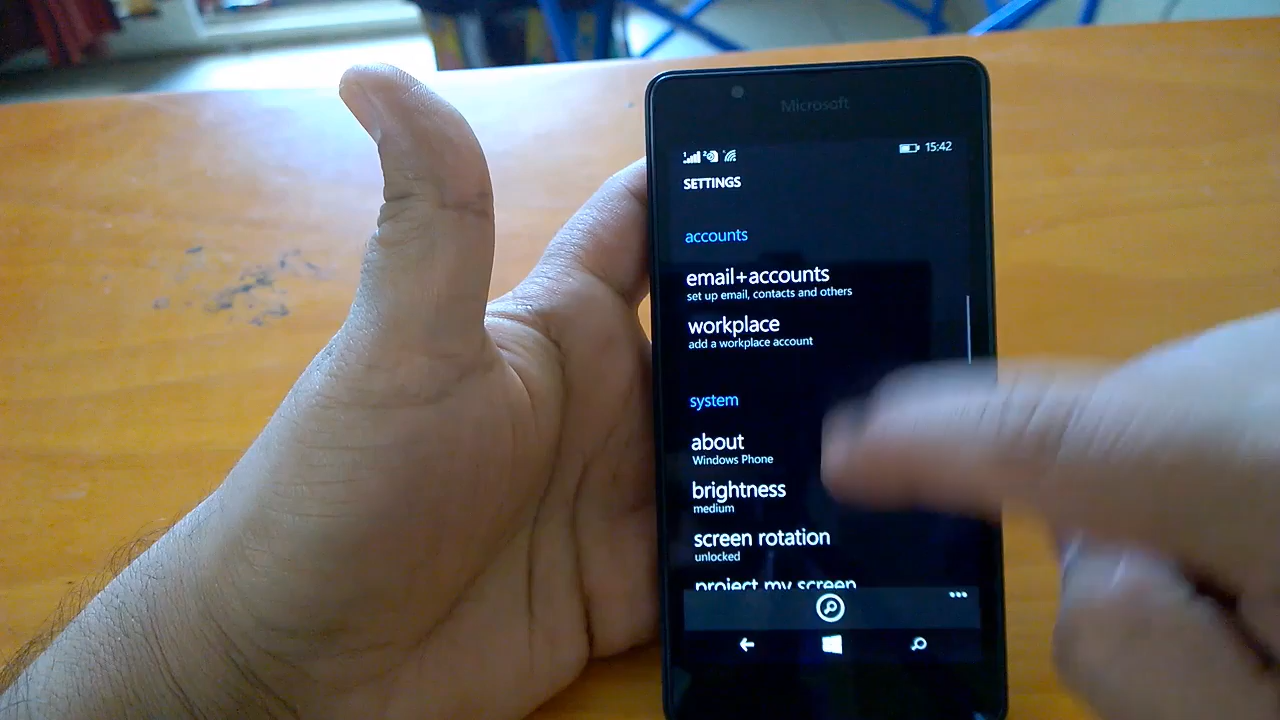 Microsoft
15:42
SETTINGS
accounts
email+accounts
set up email, contacts and others
workplace
add a workplace account
system
about
Windows Phone
brightness
medium
screen rotation
unlocked
project my screen